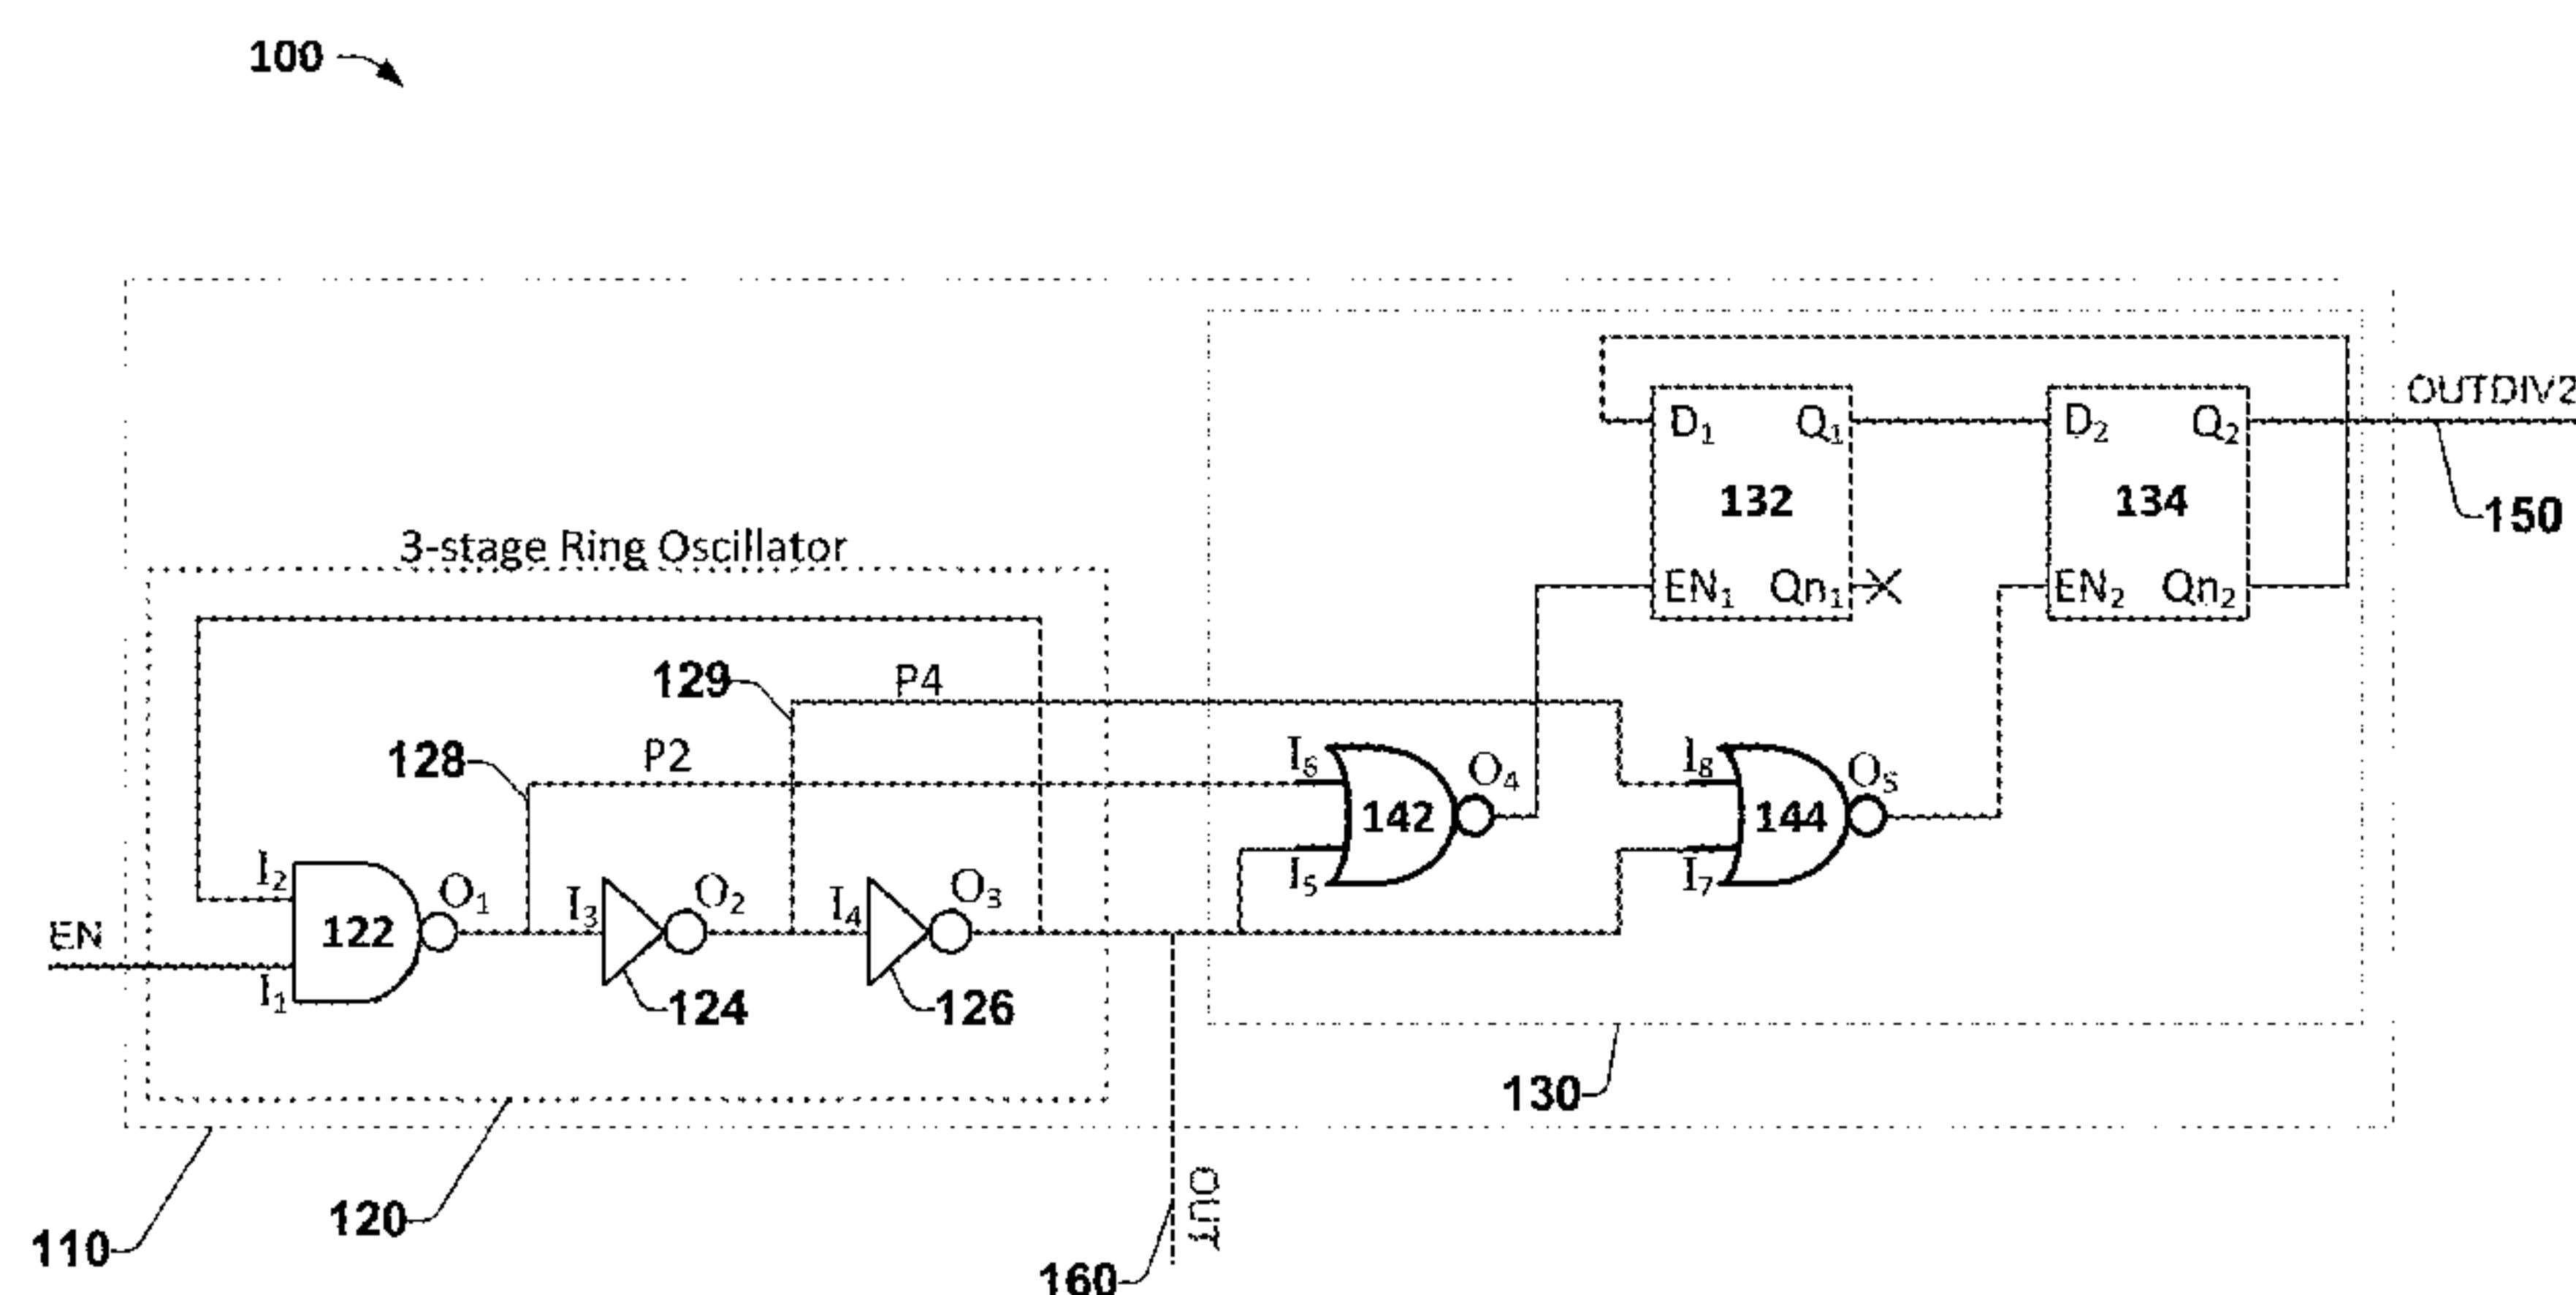 100
OUTDIV2
D1 Q1
D2 Q2
132
134
150
3-stage Ring Oscillator
EN1 Qn1
EN2 Qn2
129
P4
128
P2
I6
O4
I8
O5
142
144
I5
I7
I2
O1
I3
O2
I4
O3
EN
122
I1
124
126
130
110
120
OUT
160